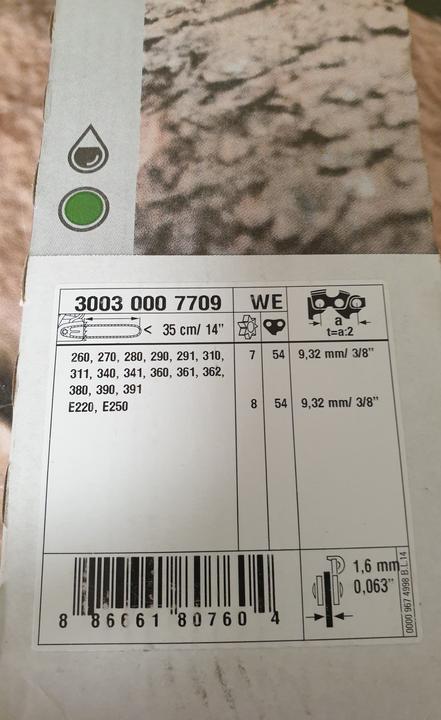 3003 000 7709 WE
< 35 cm/ 14" a
t=a:2
260, 270, 280, 290, 291, 310, 7 54 9,32 mm/ 3/8"
311, 340, 341, 360, 361, 362,
380, 390, 391
E220, E250 8 54 9,32 mm/ 3/8"
1,6 mm
0,063"
0000 967 4998 B.L.14
8 86661 80760 4